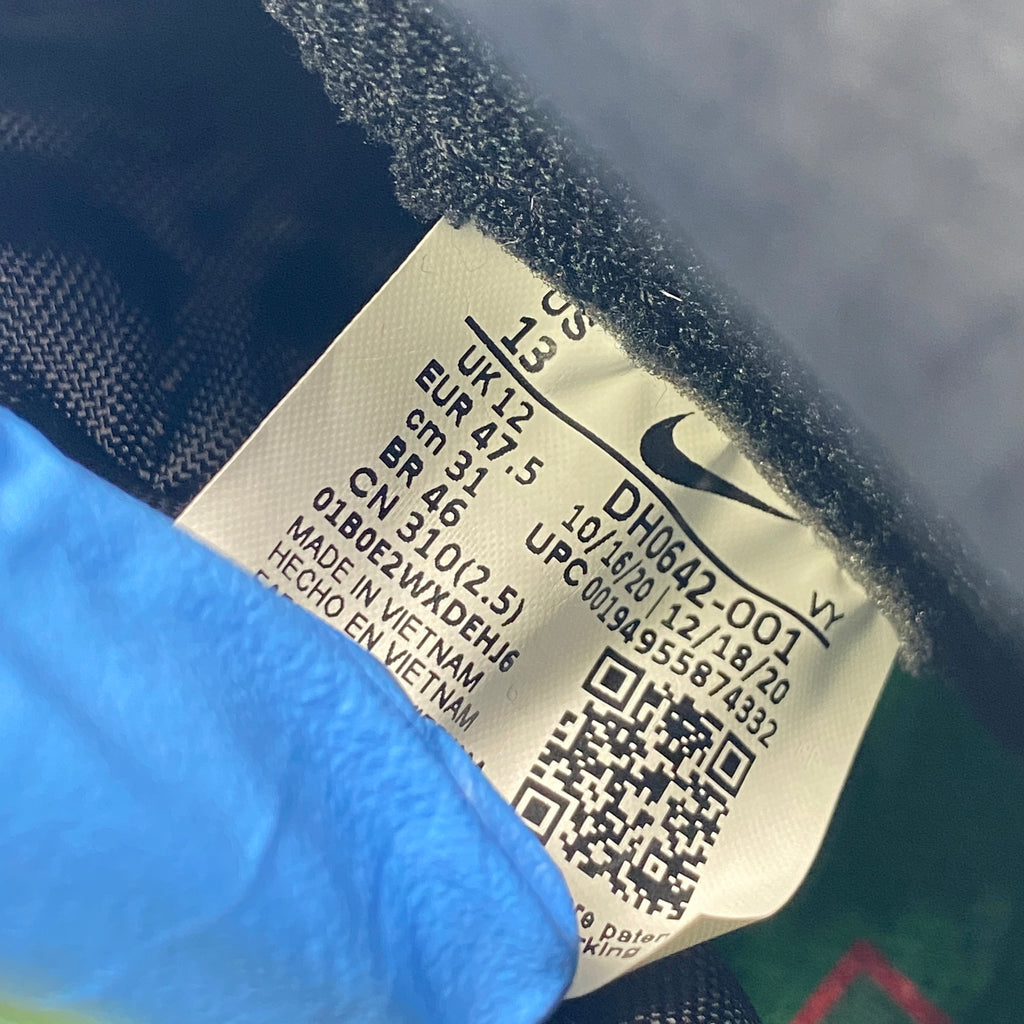 US
13
UK 12
EUR 47.5
cm 31
BR 46
CN 310(2.5)
01B0E2WXDEHJ6
MADE IN VIETNAM
HECHO EN VIETNAM
VY
DH0642-001
10/16/20 | 12/18/20
UPC 00194955874332